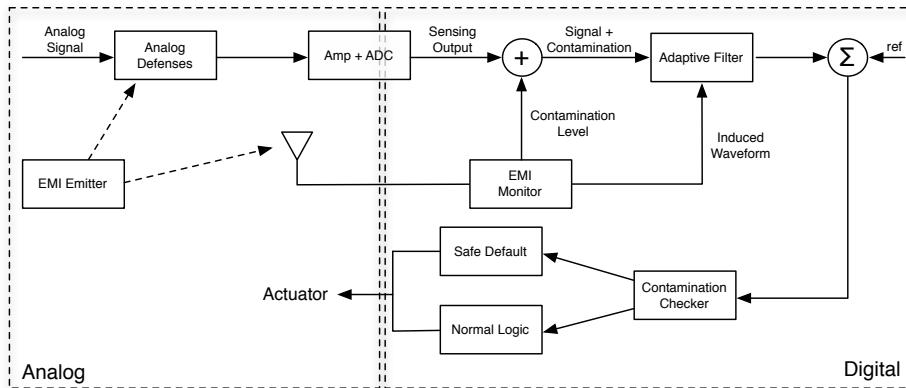 Analog
Signal
Analog
Defenses
Amp + ADC
Sensing
Output
+
Signal +
Contamination
Adaptive Filter
Σ
ref
Contamination
Level
Induced
Waveform
EMI Emitter
EMI
Monitor
Safe Default
Contamination
Checker
Actuator
Normal Logic
Analog
Digital